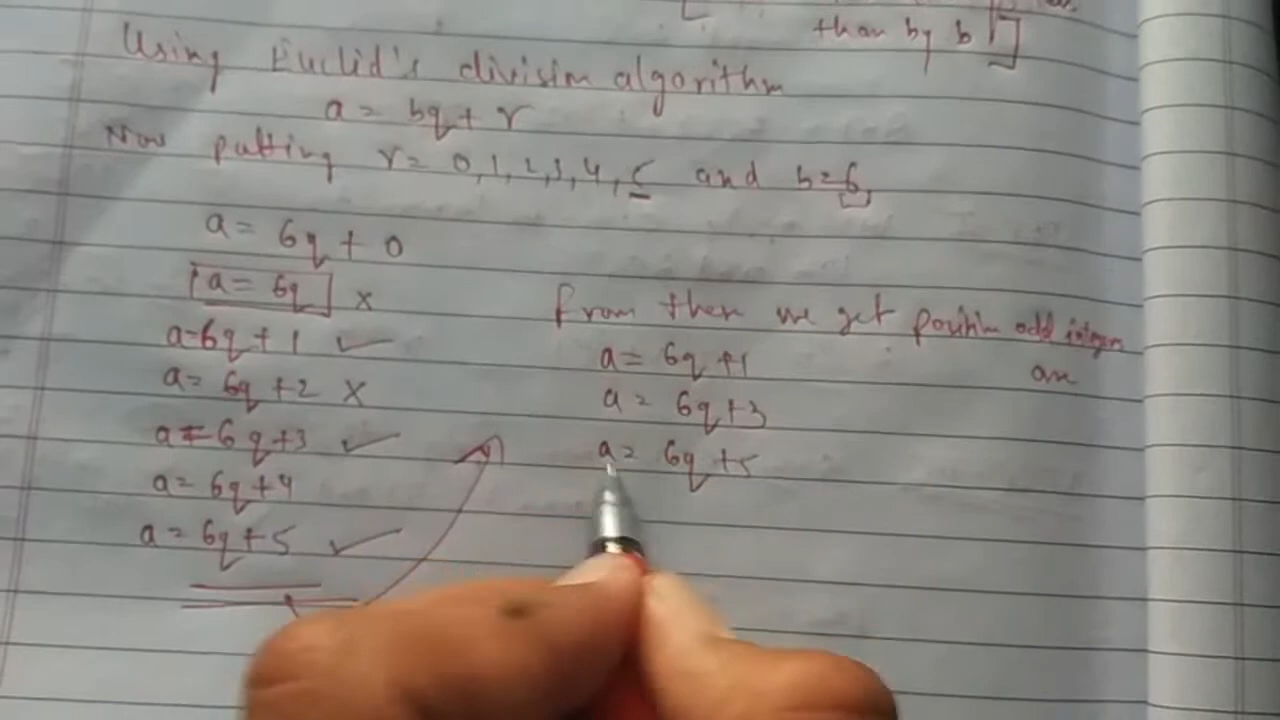 than by b ]
Using Euclid's division algorithm
a = bq + r
Now putting r = 0, 1, 2, 3, 4, 5 and b = 6,
a = 6q + 0
a = 6q x
a = 6q + 1 ✓
a = 6q + 2 x
a = 6q + 3 ✓
a = 6q + 4
a = 6q + 5 ✓
from them we get positive odd integers
are
a = 6q + 1
a = 6q + 3
a = 6q + 5